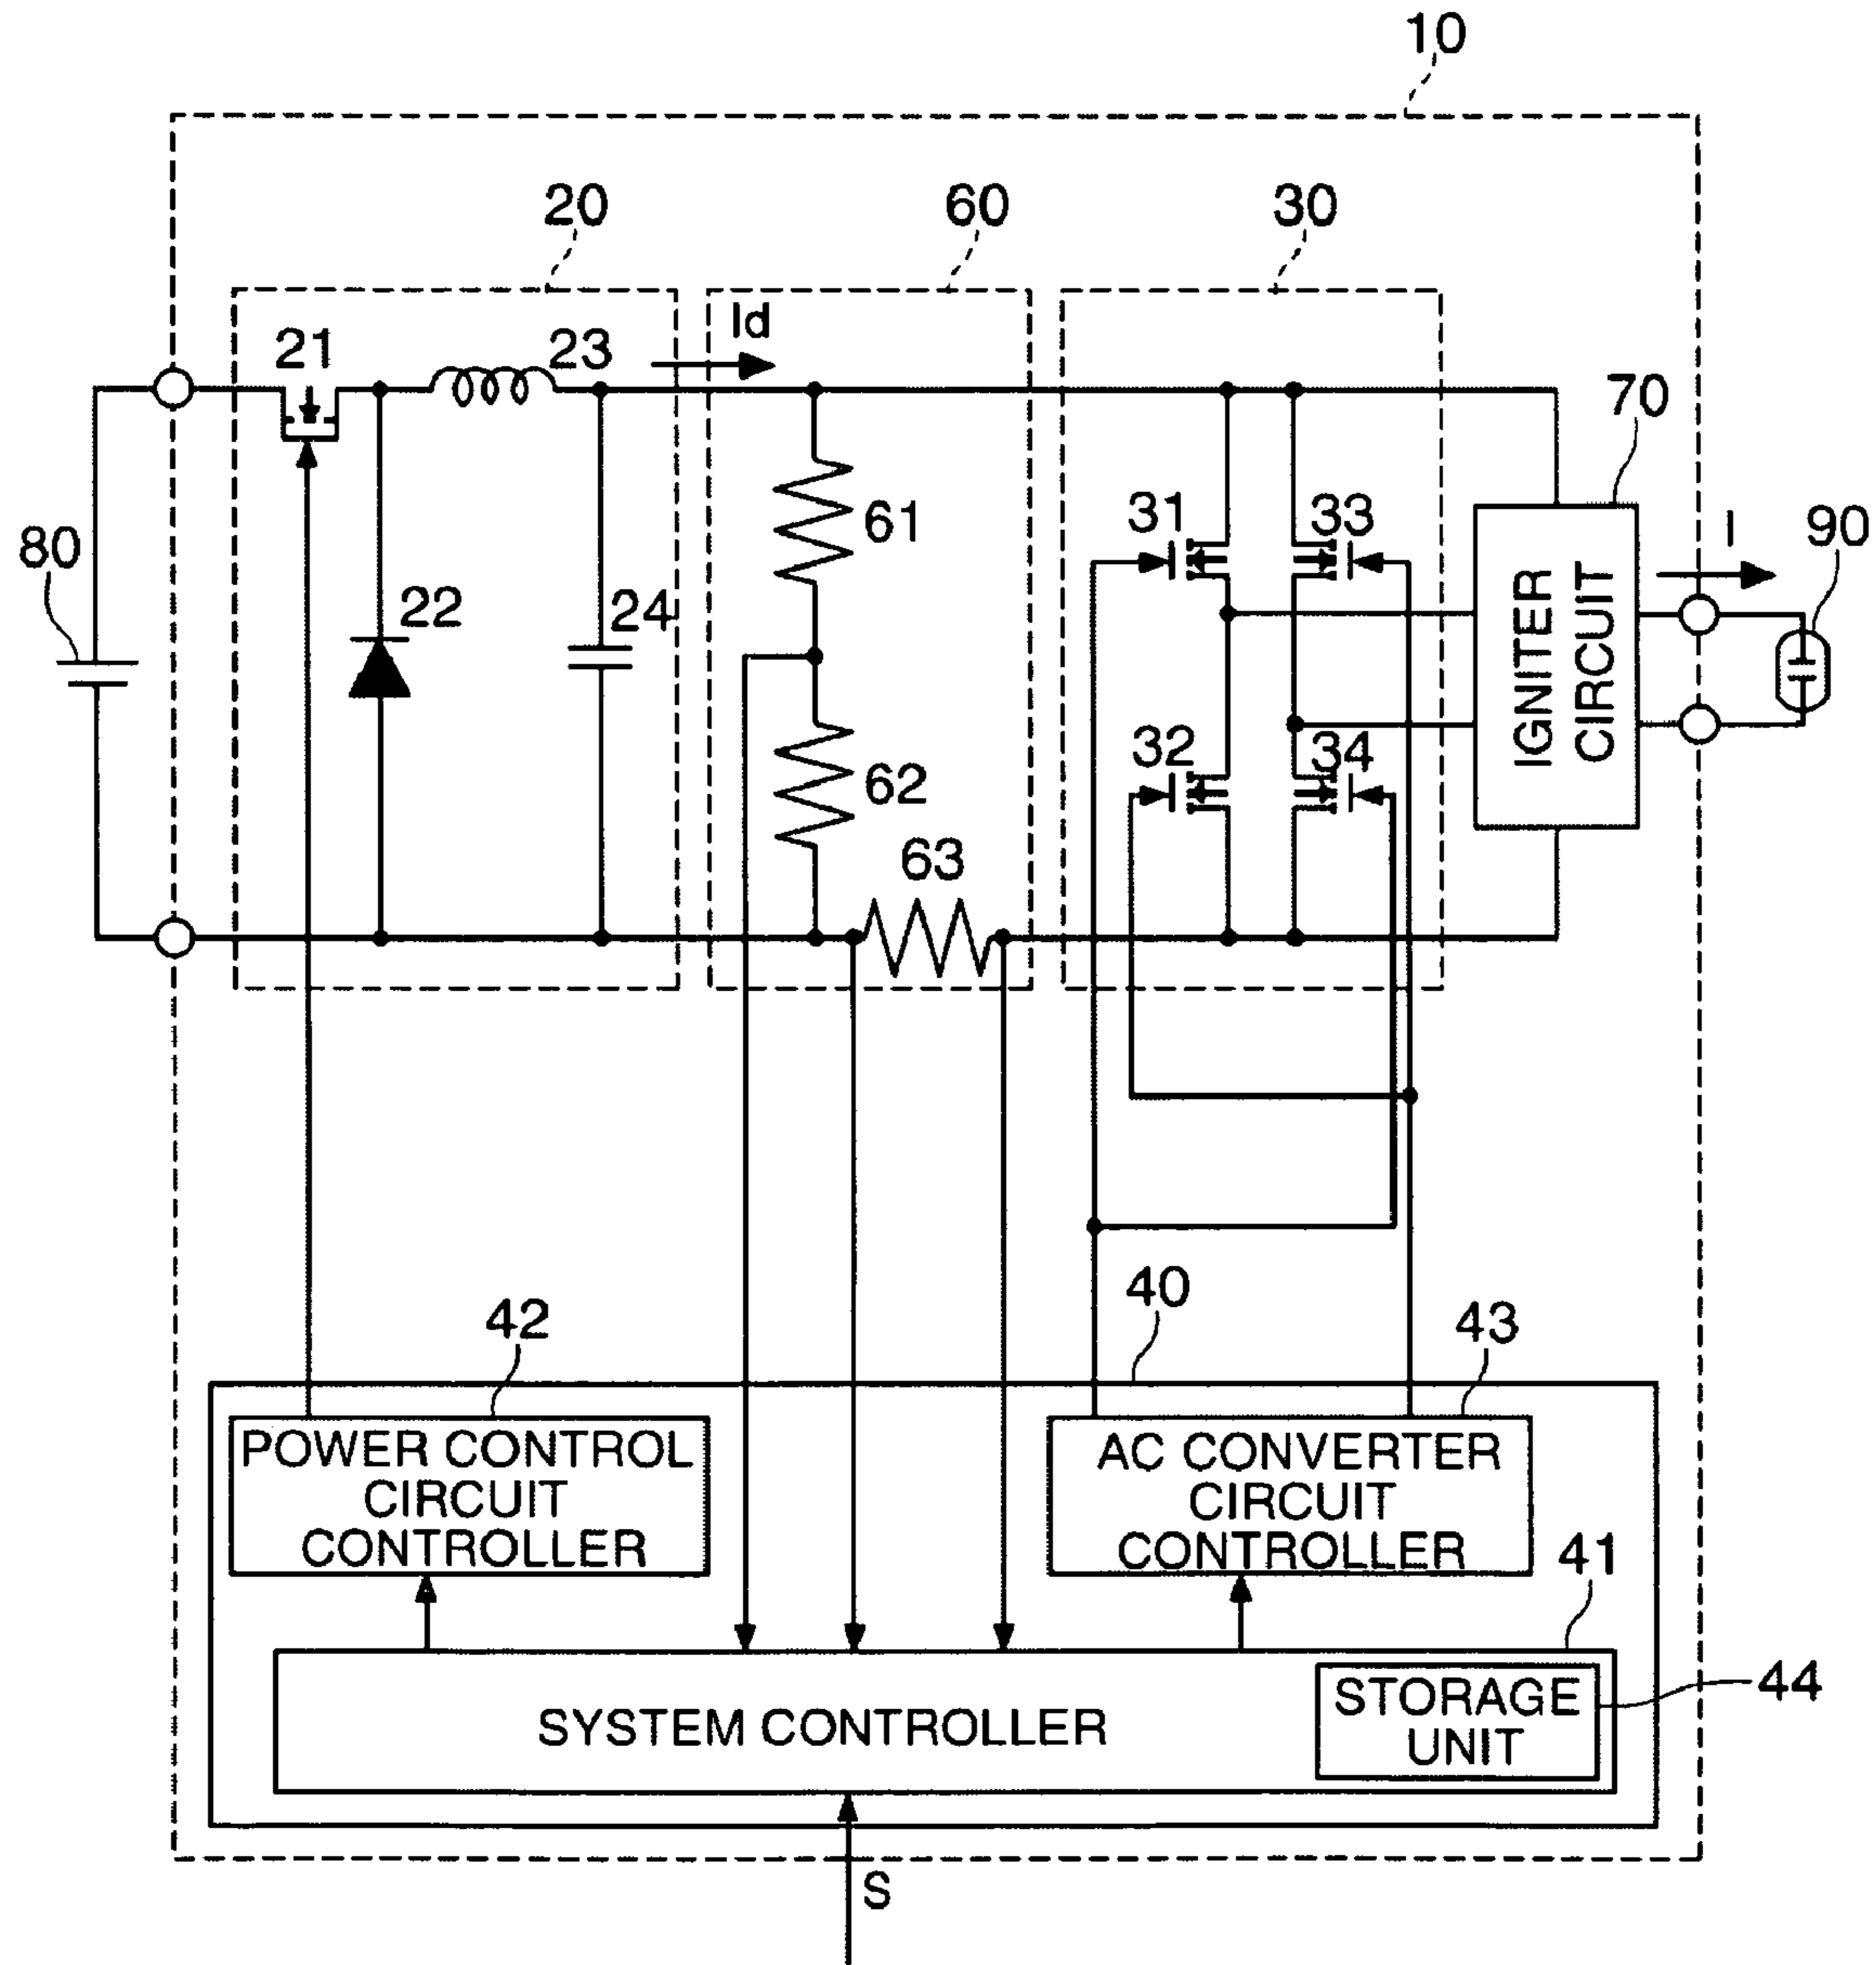 10
20
60
30
21
23
Id
70
80
22
24
61
31
33
I
90
IGNITER
CIRCUIT
62
32
34
63
40
42
43
POWER CONTROL
CIRCUIT
CONTROLLER
AC CONVERTER
CIRCUIT
CONTROLLER
41
SYSTEM CONTROLLER
STORAGE
UNIT
44
S